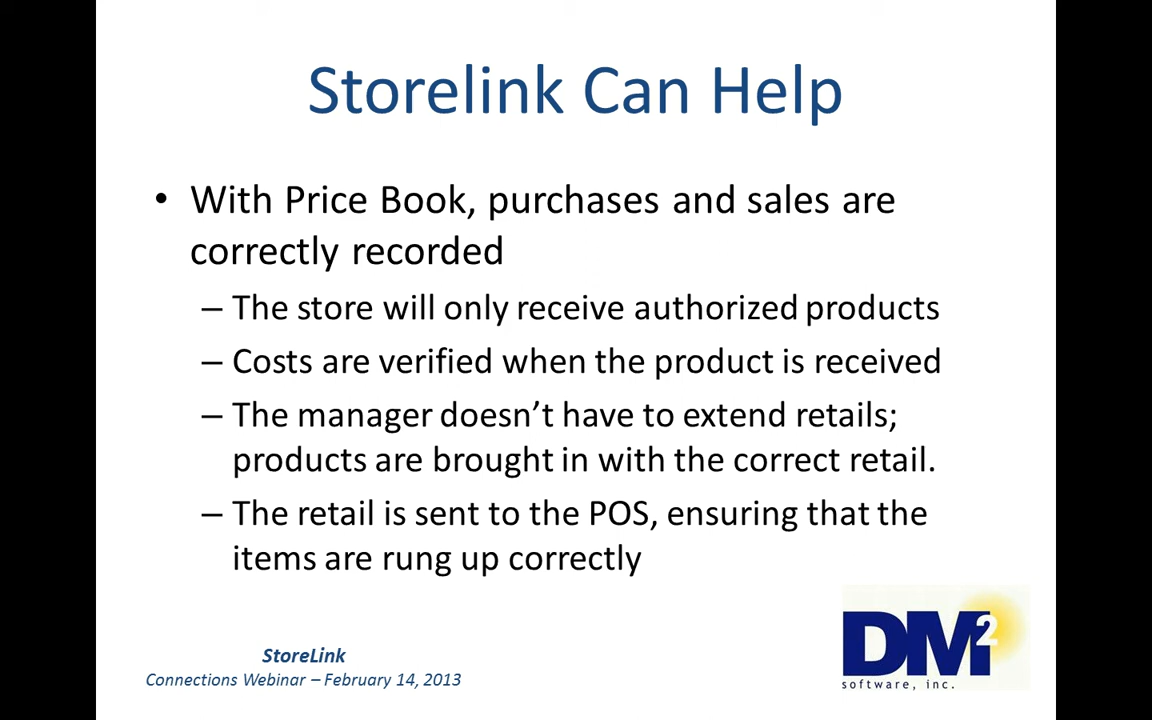 Storelink Can Help
• With Price Book, purchases and sales are
correctly recorded
– The store will only receive authorized products
– Costs are verified when the product is received
– The manager doesn’t have to extend retails;
products are brought in with the correct retail.
– The retail is sent to the POS, ensuring that the
items are rung up correctly
StoreLink
Connections Webinar – February 14, 2013
DM2
software, inc.